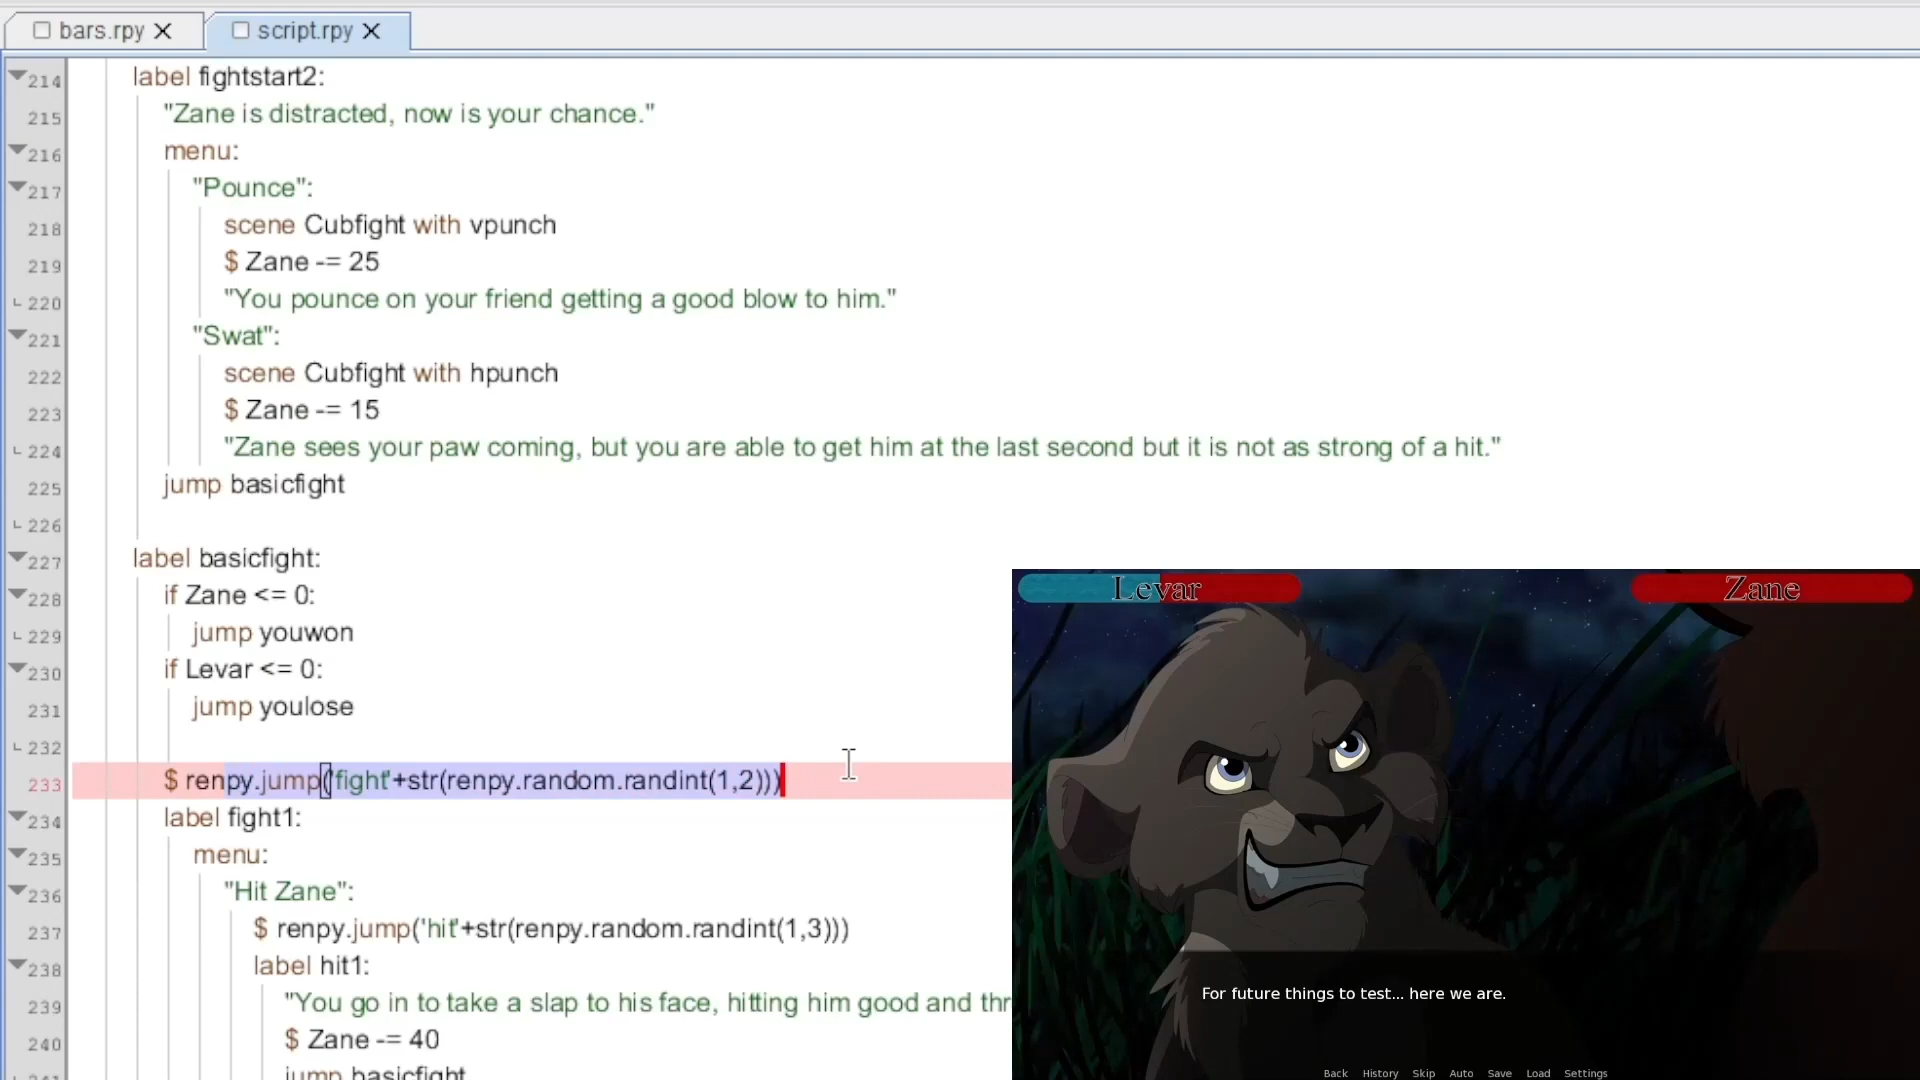 bars.rpy
script.rpy
214 label fightstart2:
215 "Zane is distracted, now is your chance."
216 menu:
217 "Pounce":
218 scene Cubfight with vpunch
219 $ Zane -= 25
220 "You pounce on your friend getting a good blow to him."
221 "Swat":
222 scene Cubfight with hpunch
223 $ Zane -= 15
224 "Zane sees your paw coming, but you are able to get him at the last second but it is not as strong of a hit."
225 jump basicfight
226
227 label basicfight:
228 if Zane <= 0:
229 jump youwon
230 if Levar <= 0:
231 jump youlose
232
233 $ renpy.jump('fight'+str(renpy.random.randint(1,2)))
234 label fight1:
235 menu:
236 "Hit Zane":
237 $ renpy.jump('hit'+str(renpy.random.randint(1,3)))
238 label hit1:
239 "You go in to take a slap to his face, hitting him good and thr
240 $ Zane -= 40
jump basicfight
Levar
Zane
For future things to test... here we are.
Back History Skip Auto Save Load Settings